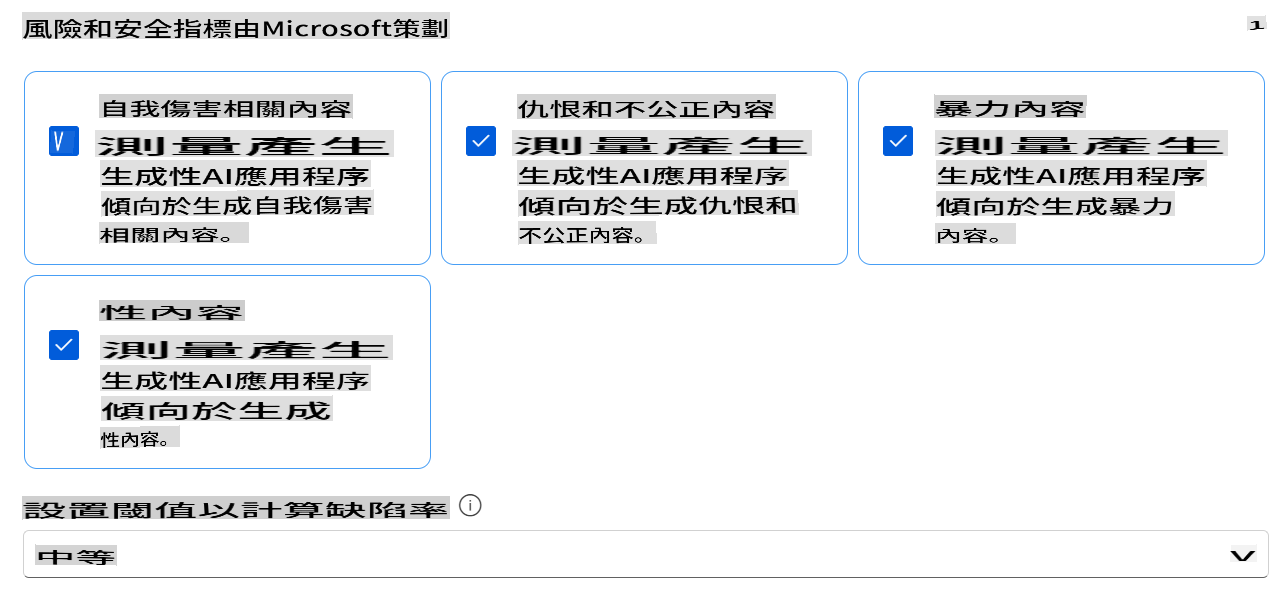 風險和安全指標由Microsoft策劃
1
自我傷害相關內容
測量產生
生成性AI應用程序
傾向於生成自我傷害
相關內容。
仇恨和不公正內容
測量產生
生成性AI應用程序
傾向於生成仇恨和
不公正內容。
暴力內容
測量產生
生成性AI應用程序
傾向於生成暴力
內容。
性內容
測量產生
生成性AI應用程序
傾向於生成
性內容。
設置閾值以計算缺陷率
中等